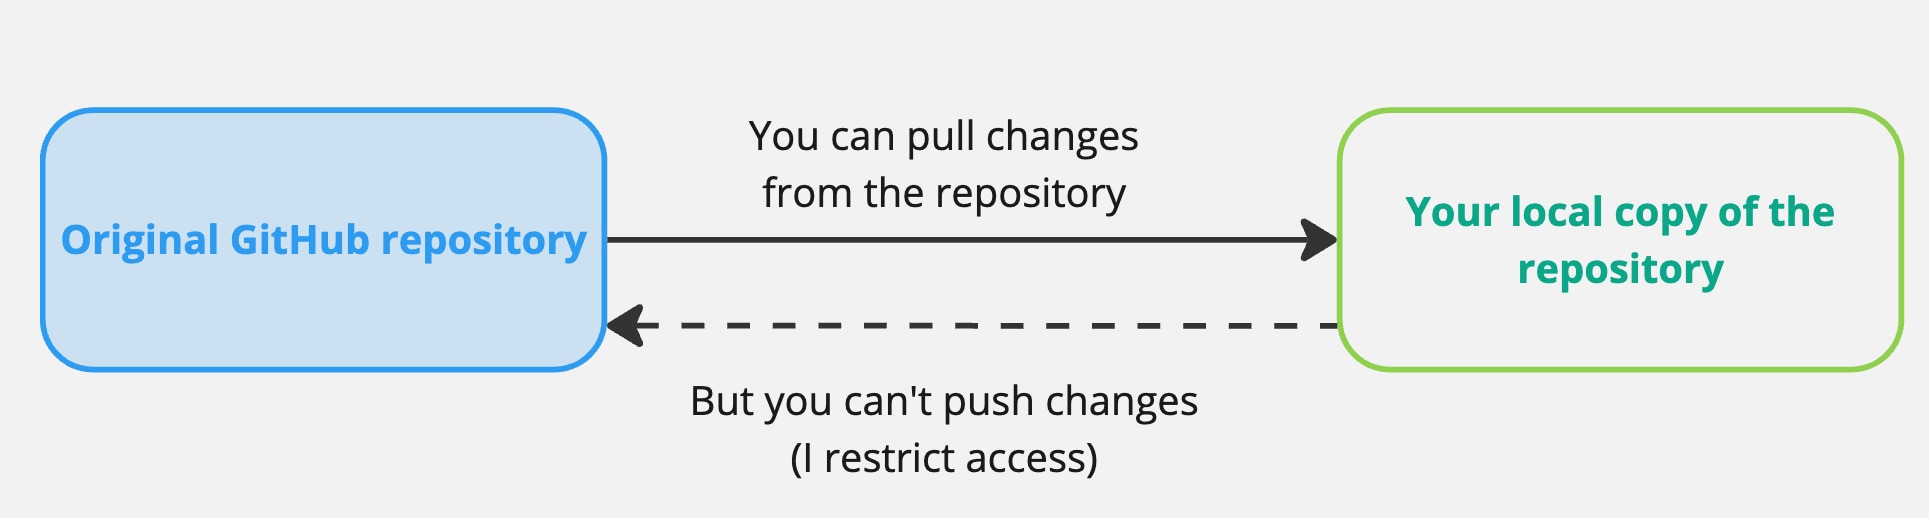 Original GitHub repository
You can pull changes
from the repository
Your local copy of the
repository
But you can't push changes
(I restrict access)